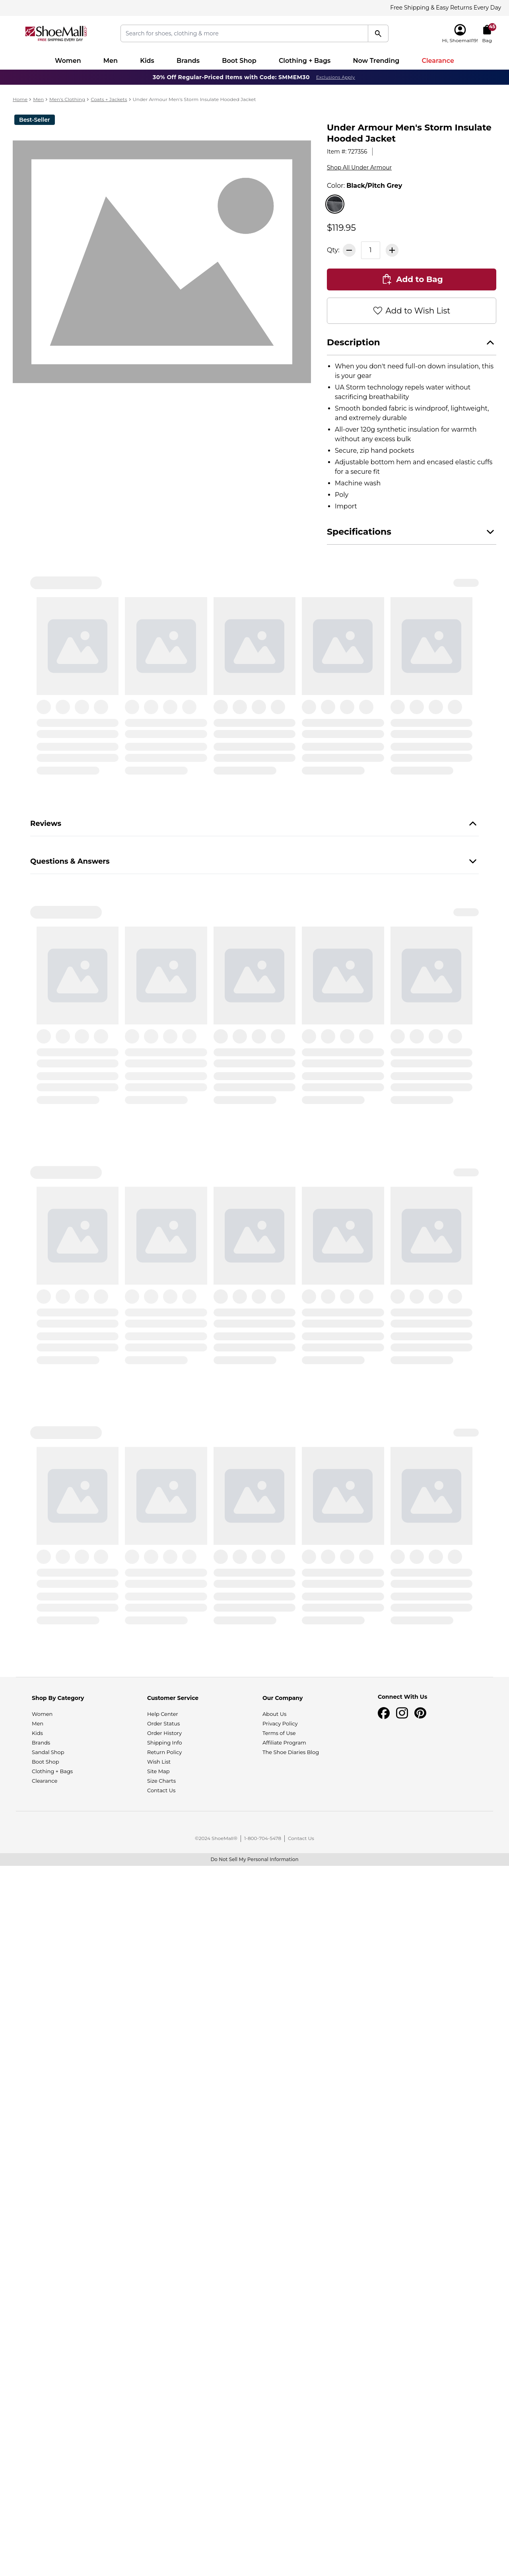 Free Shipping & Easy Returns Every Day
ShoeMall
FREE SHIPPING EVERY DAY
Search for shoes, clothing & more
Hi, Shoemall19!
45
Bag
Women Men Kids Brands Boot Shop Clothing + Bags Now Trending Clearance
30% Off Regular-Priced Items with Code: SMMEM30 Exclusions Apply
Home > Men > Men's Clothing > Coats + Jackets > Under Armour Men's Storm Insulate Hooded Jacket
Best-Seller
Under Armour Men's Storm Insulate
Hooded Jacket
Item #: 727356
Shop All Under Armour
Color: Black/Pitch Grey
$119.95
Qty: 1
Add to Bag
Add to Wish List
Description
• When you don't need full-on down insulation, this
is your gear
• UA Storm technology repels water without
sacrificing breathability
• Smooth bonded fabric is windproof, lightweight,
and extremely durable
• All-over 120g synthetic insulation for warmth
without any excess bulk
• Secure, zip hand pockets
• Adjustable bottom hem and encased elastic cuffs
for a secure fit
• Machine wash
• Poly
• Import
Specifications
Reviews
Questions & Answers
Shop By Category
Women
Men
Kids
Brands
Sandal Shop
Boot Shop
Clothing + Bags
Clearance
Customer Service
Help Center
Order Status
Order History
Shipping Info
Return Policy
Wish List
Site Map
Size Charts
Contact Us
Our Company
About Us
Privacy Policy
Terms of Use
Affiliate Program
The Shoe Diaries Blog
Connect With Us
©2024 ShoeMall® | 1-800-704-5478 | Contact Us
Do Not Sell My Personal Information